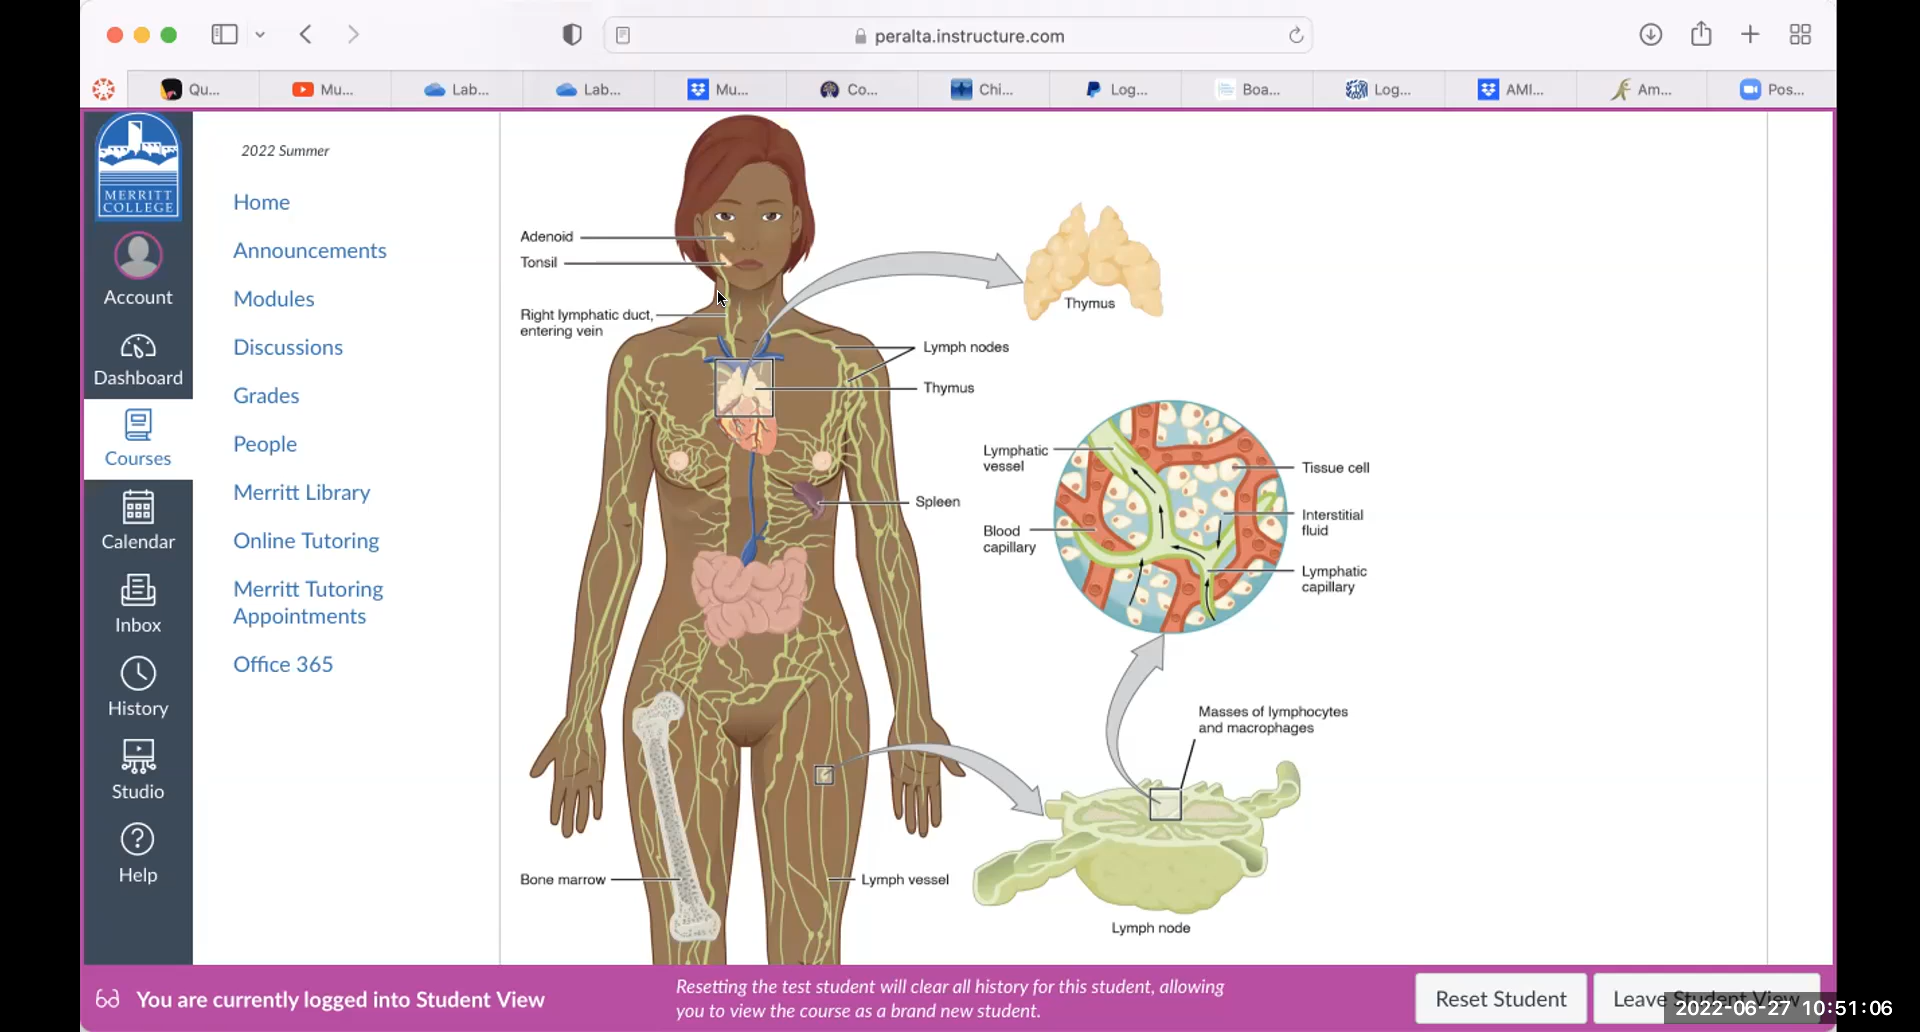 peralta.instructure.com
Qu...
Mu...
Lab...
Lab...
Mu...
Co...
Chi...
Log...
Boa...
Log...
AMI...
Am...
Pos...
MERRITT
COLLEGE
Account
Dashboard
Courses
Calendar
Inbox
History
Studio
Help
2022 Summer
Home
Announcements
Modules
Discussions
Grades
People
Merritt Library
Online Tutoring
Merritt Tutoring
Appointments
Office 365
Adenoid
Tonsil
Right lymphatic duct,
entering vein
Thymus
Lymph nodes
Thymus
Lymphatic
vessel
Tissue cell
Spleen
Interstitial
fluid
Blood
capillary
Lymphatic
capillary
Masses of lymphocytes
and macrophages
Bone marrow
Lymph vessel
Lymph node
You are currently logged into Student View
Resetting the test student will clear all history for this student, allowing
you to view the course as a brand new student.
Reset Student
Leave Student View
2022-06-27 10:51:06